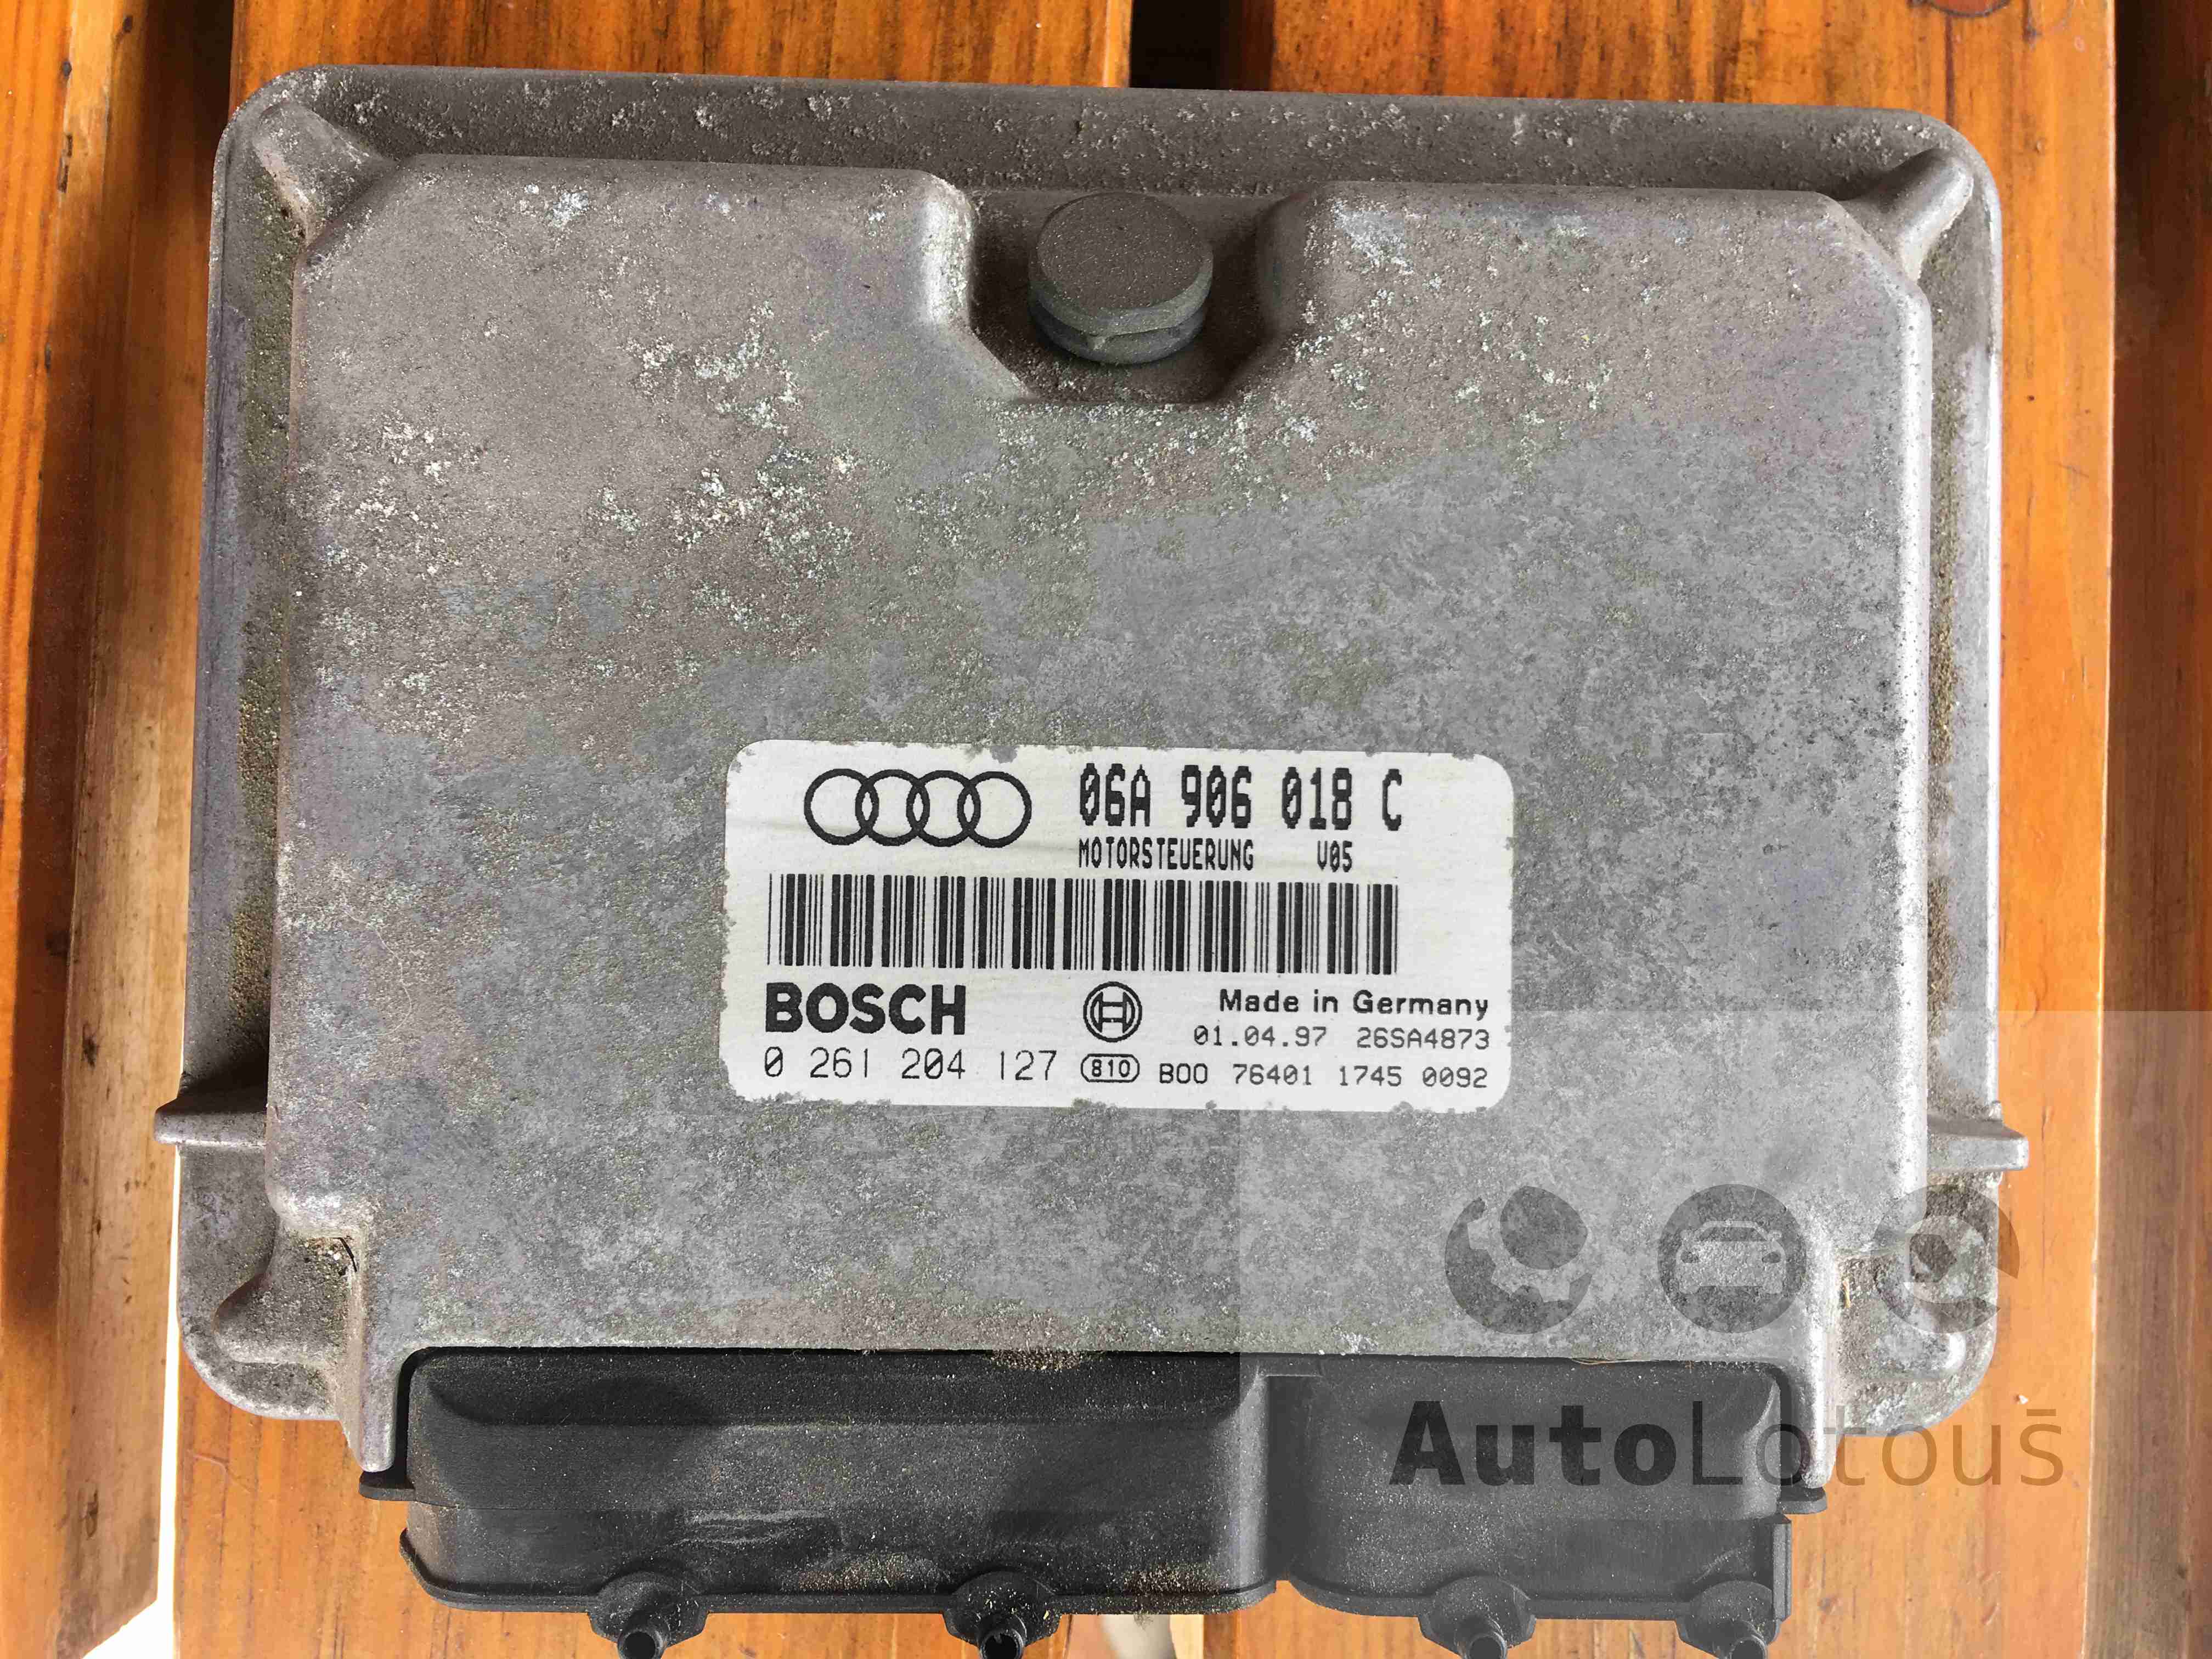 06A 906 018 C
MOTORSTEUERUNG V05
BOSCH
Made in Germany
01.04.97 26SA4873
0 261 204 127 810 B00 76401 1745 0092
AutoLotous̄